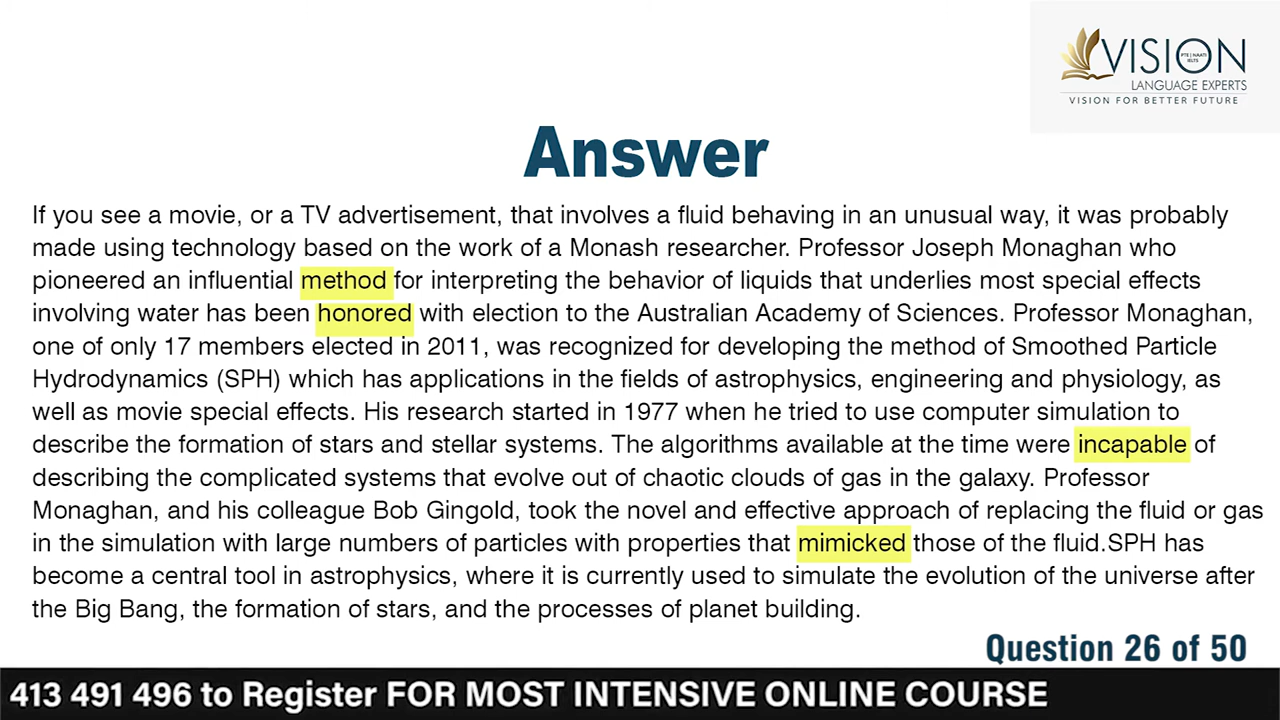 VISION
PTE | NAATI
IELTS
LANGUAGE EXPERTS
VISION FOR BETTER FUTURE
Answer
If you see a movie, or a TV advertisement, that involves a fluid behaving in an unusual way, it was probably
made using technology based on the work of a Monash researcher. Professor Joseph Monaghan who
pioneered an influential method for interpreting the behavior of liquids that underlies most special effects
involving water has been honored with election to the Australian Academy of Sciences. Professor Monaghan,
one of only 17 members elected in 2011, was recognized for developing the method of Smoothed Particle
Hydrodynamics (SPH) which has applications in the fields of astrophysics, engineering and physiology, as
well as movie special effects. His research started in 1977 when he tried to use computer simulation to
describe the formation of stars and stellar systems. The algorithms available at the time were incapable of
describing the complicated systems that evolve out of chaotic clouds of gas in the galaxy. Professor
Monaghan, and his colleague Bob Gingold, took the novel and effective approach of replacing the fluid or gas
in the simulation with large numbers of particles with properties that mimicked those of the fluid.SPH has
become a central tool in astrophysics, where it is currently used to simulate the evolution of the universe after
the Big Bang, the formation of stars, and the processes of planet building.
Question 26 of 50
413 491 496 to Register FOR MOST INTENSIVE ONLINE COURSE